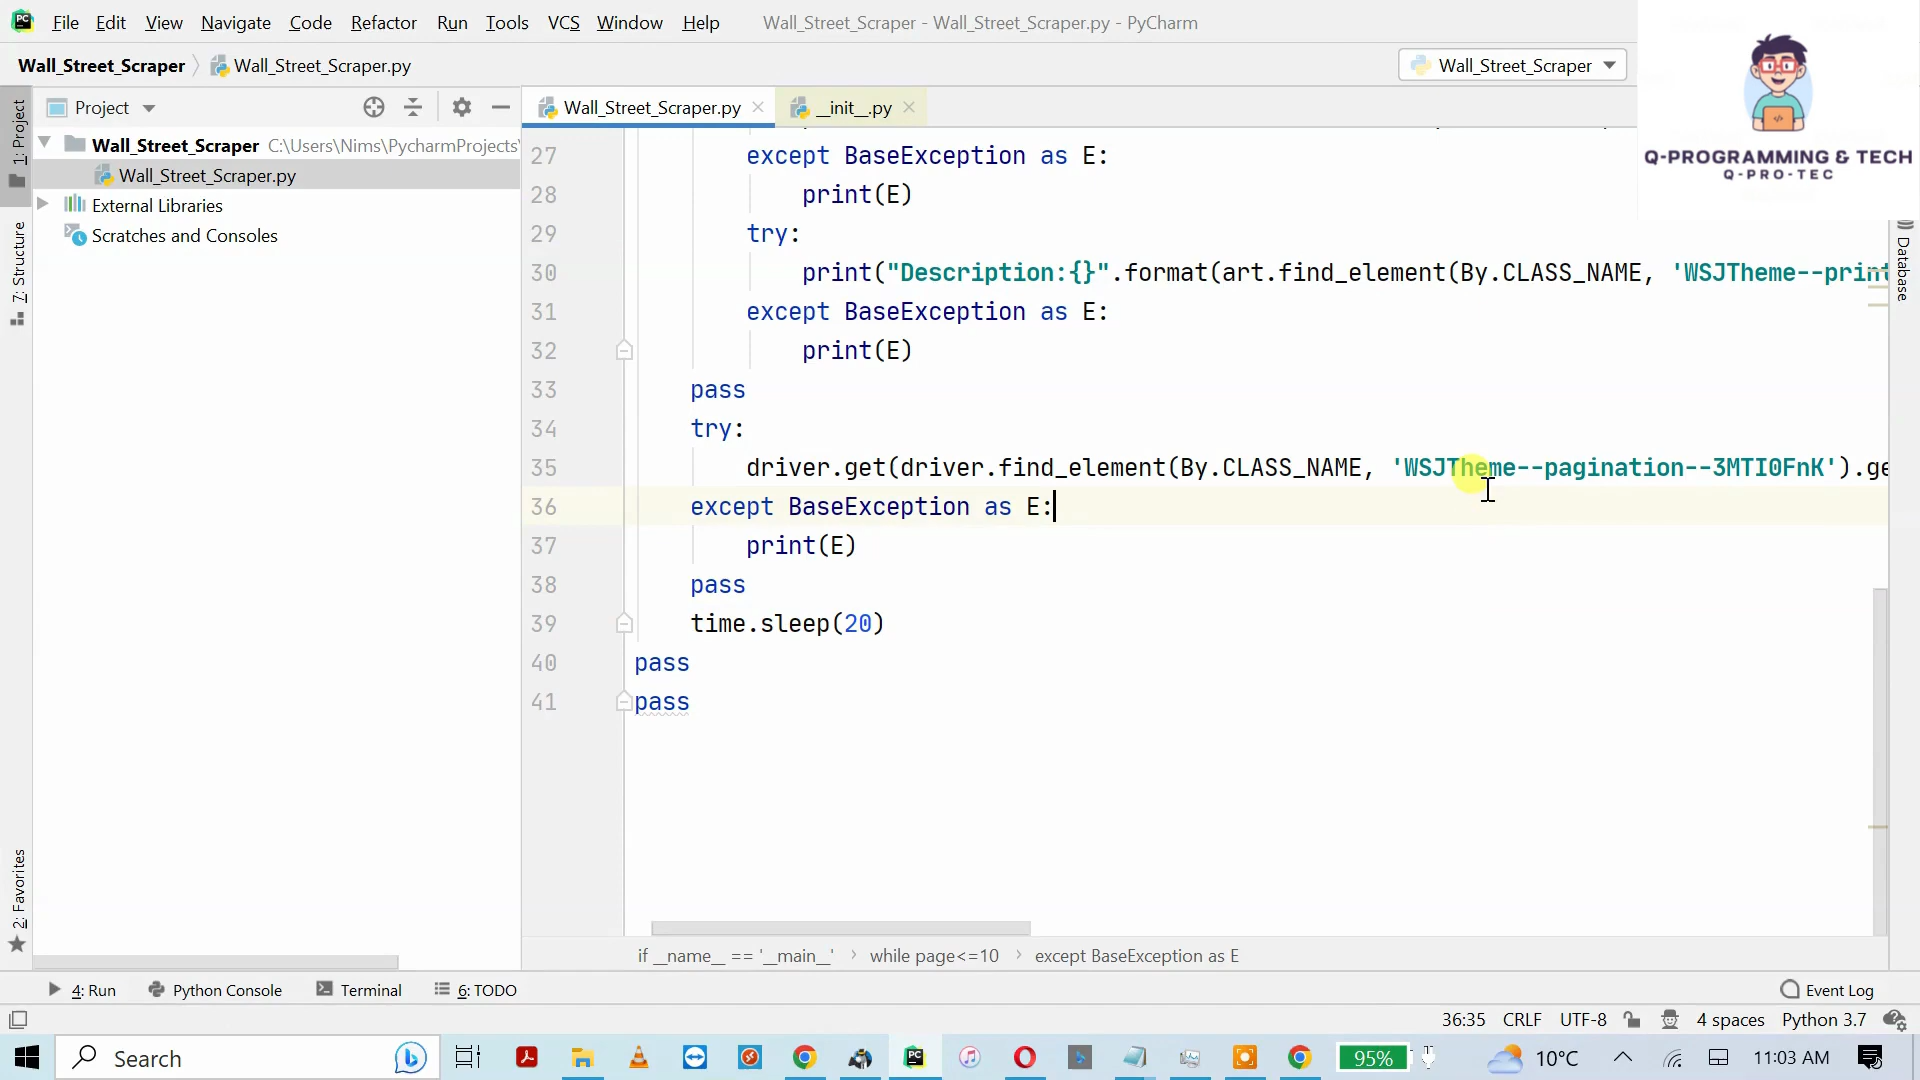 File Edit View Navigate Code Refactor Run Tools VCS Window Help Wall_Street_Scraper - Wall_Street_Scraper.py - PyCharm
Wall_Street_Scraper Wall_Street_Scraper.py Wall_Street_Scraper
Q-PROGRAMMING & TECH
Q-PRO-TEC
1: Project
7: Structure
2: Favorites
Database
Project
Wall_Street_Scraper C:\Users\Nims\PycharmProjects\
Wall_Street_Scraper.py
External Libraries
Scratches and Consoles
Wall_Street_Scraper.py __init__.py
27 except BaseException as E:
28 print(E)
29 try:
30 print("Description:{}".format(art.find_element(By.CLASS_NAME, 'WSJTheme--print
31 except BaseException as E:
32 print(E)
33 pass
34 try:
35 driver.get(driver.find_element(By.CLASS_NAME, 'WSJTheme--pagination--3MTI0FnK').ge
36 except BaseException as E:
37 print(E)
38 pass
39 time.sleep(20)
40 pass
41 pass
if __name__ == '__main__' › while page<=10 › except BaseException as E
4: Run Python Console Terminal 6: TODO Event Log
36:35 CRLF UTF-8 4 spaces Python 3.7
Search 95% 10°C 11:03 AM